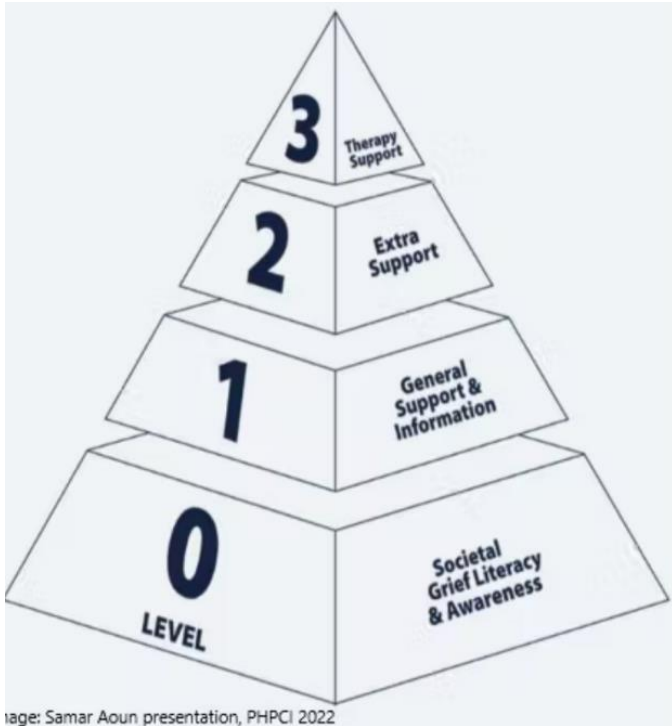 3
Therapy
Support
2
Extra
Support
1
General
Support &
Information
0
LEVEL
Societal
Grief Literacy
& Awareness
nage: Samar Aoun presentation, PHPCI 2022